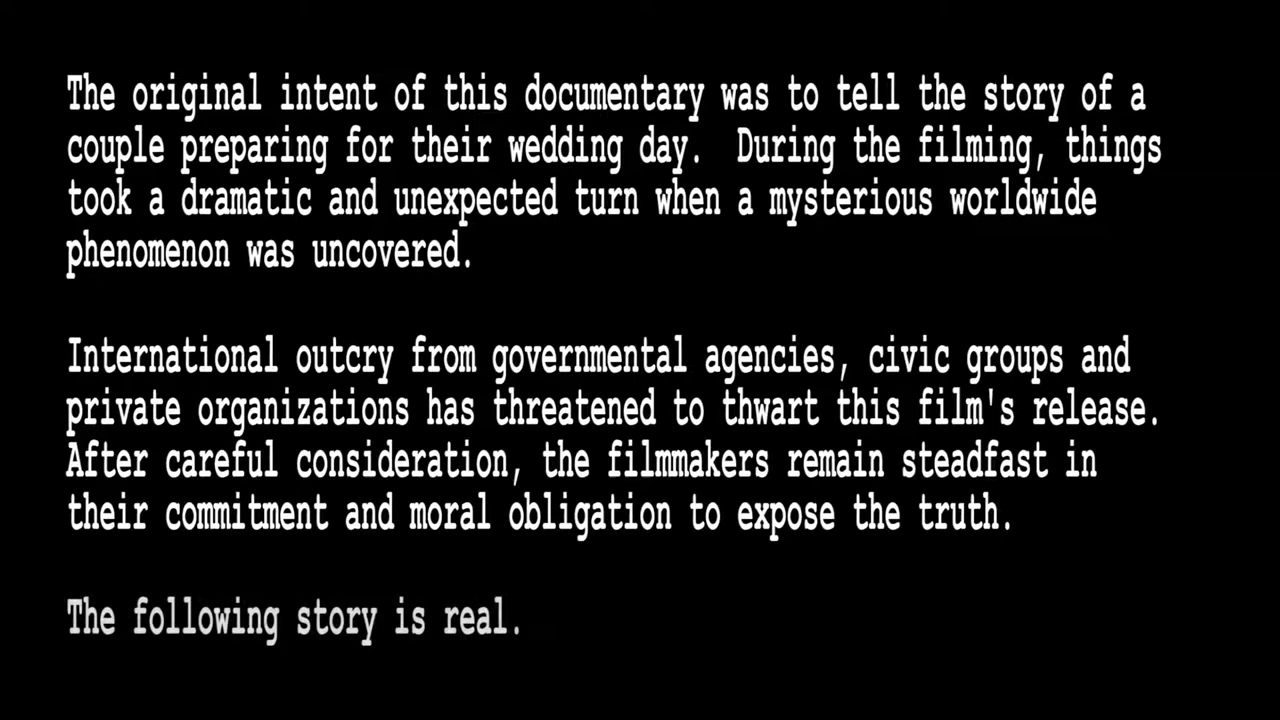 The original intent of this documentary was to tell the story of a
couple preparing for their wedding day.  During the filming, things
took a dramatic and unexpected turn when a mysterious worldwide
phenomenon was uncovered.
International outcry from governmental agencies, civic groups and
private organizations has threatened to thwart this film's release.
After careful consideration, the filmmakers remain steadfast in
their commitment and moral obligation to expose the truth.
The following story is real.